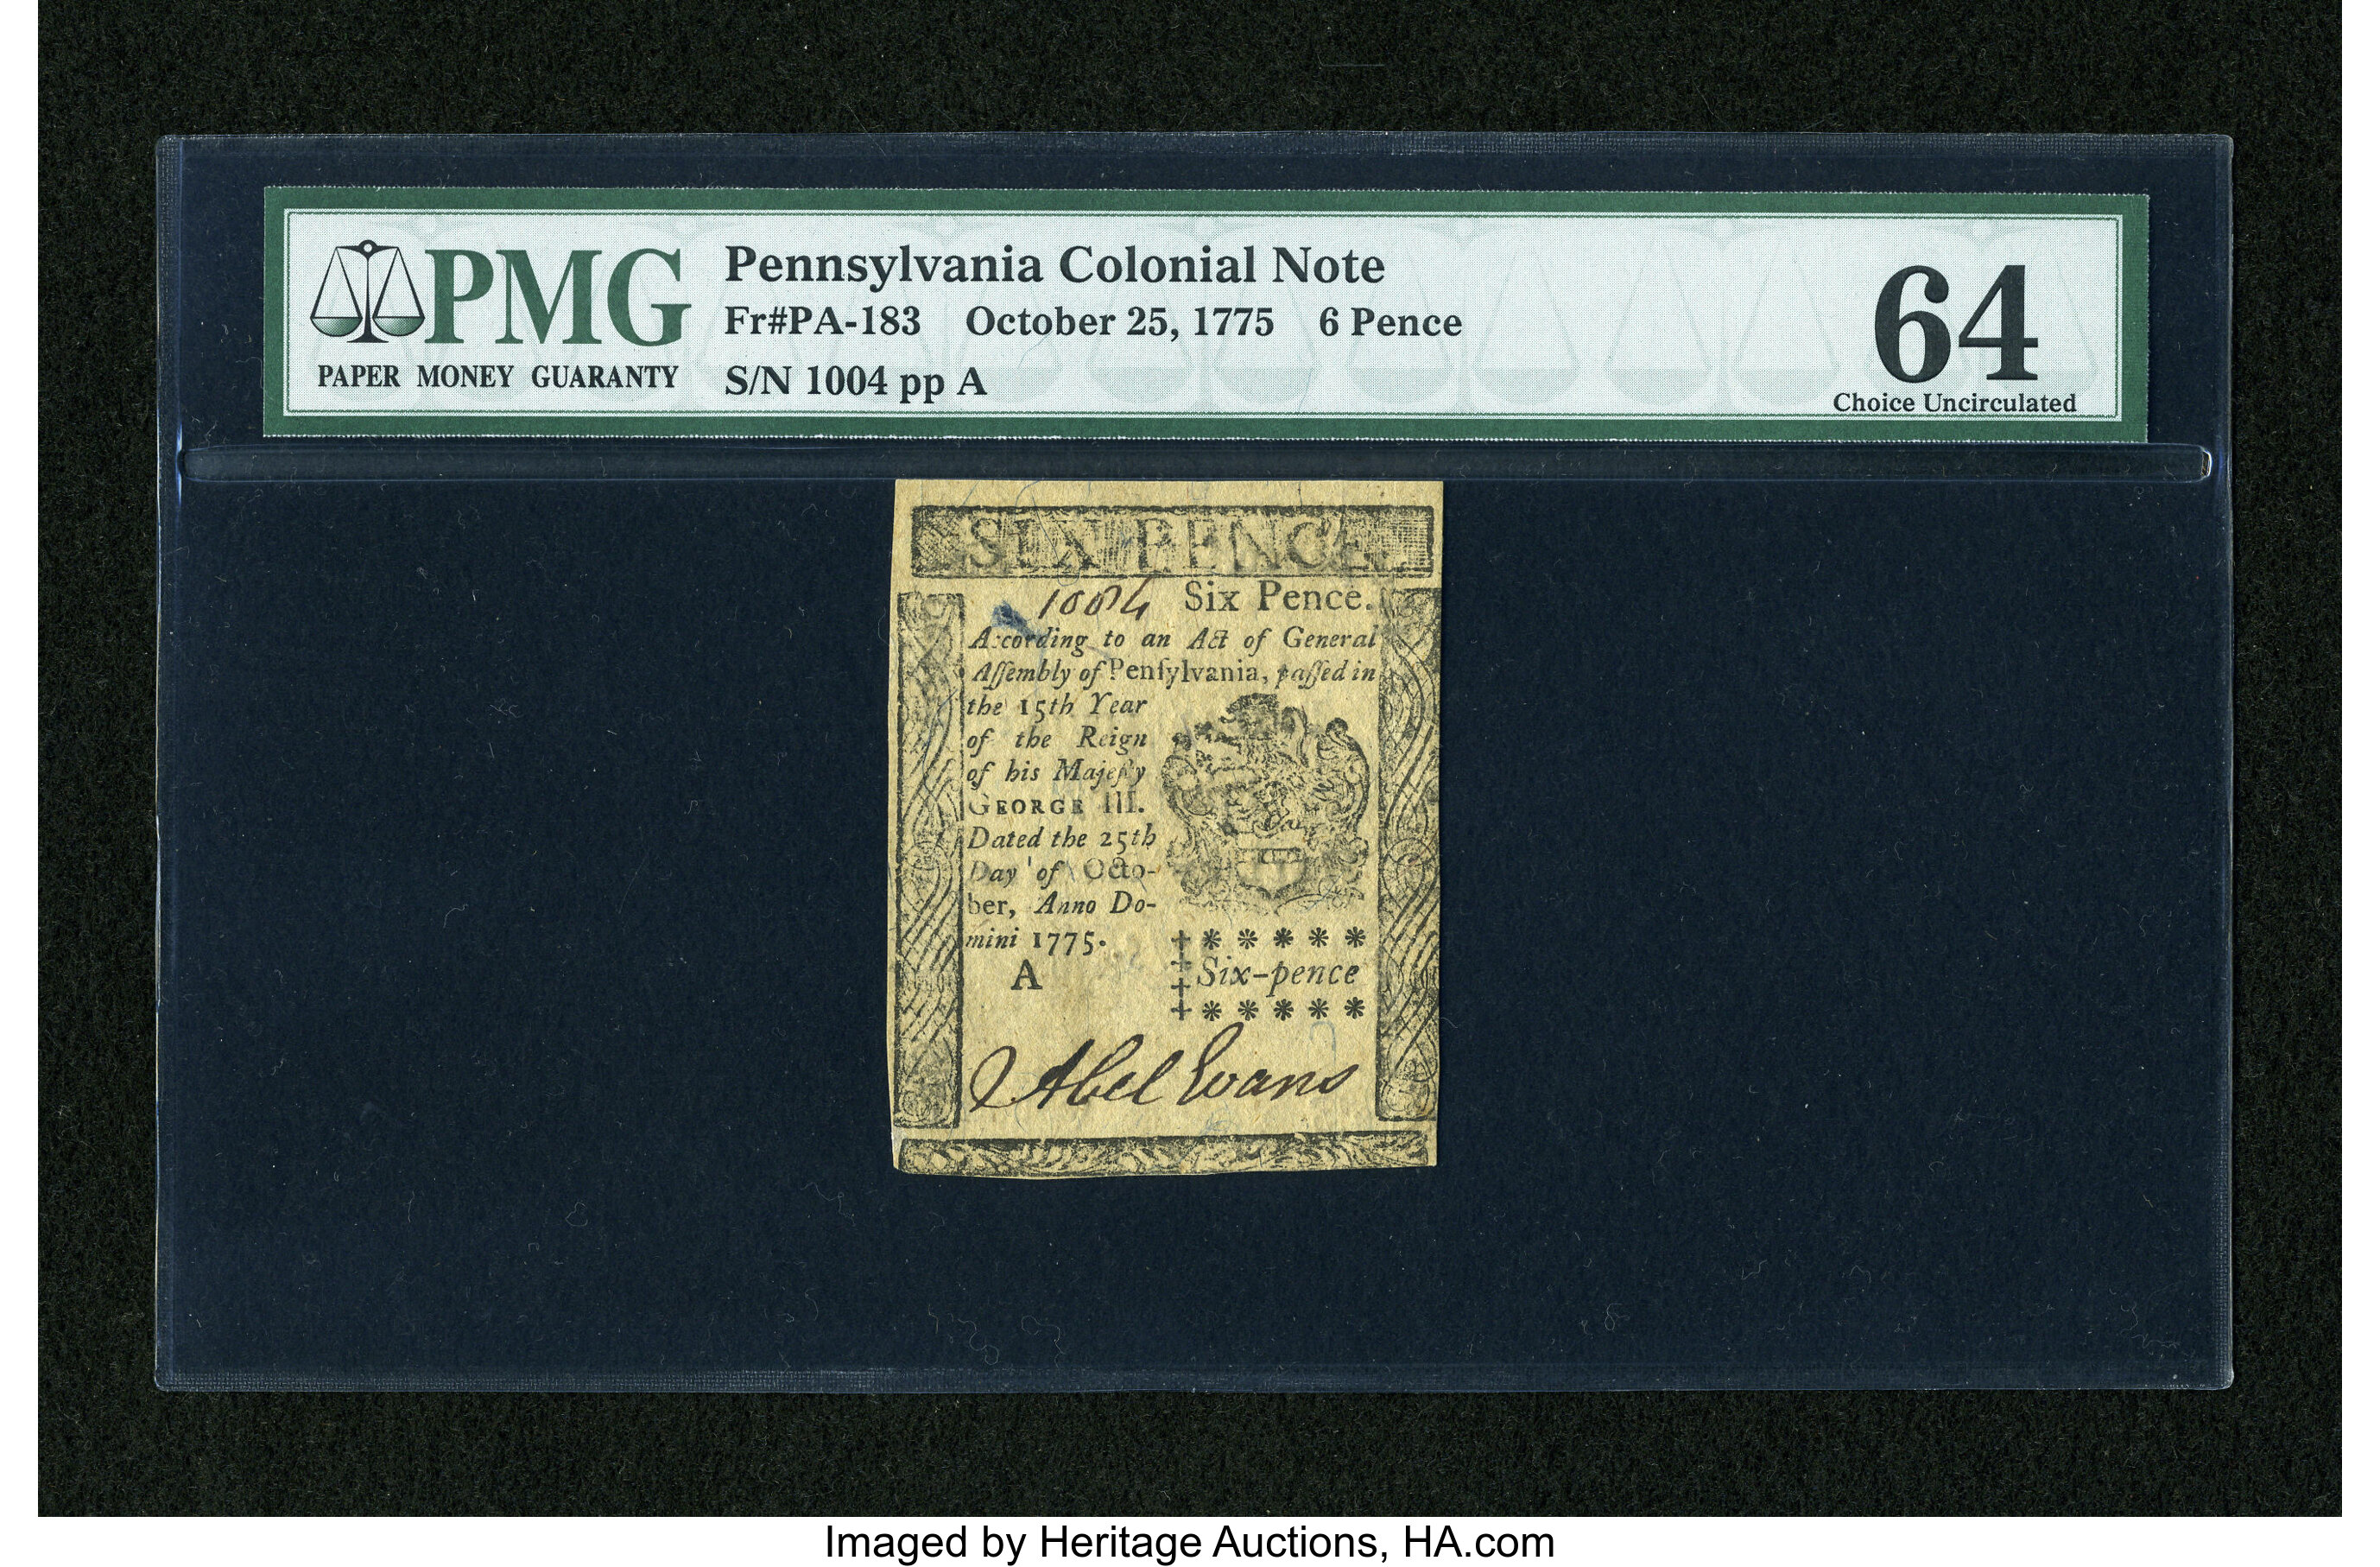 PMG
PAPER MONEY GUARANTY
Pennsylvania Colonial Note
Fr#PA-183 October 25, 1775 6 Pence
S/N 1004 pp A
64
Choice Uncirculated
SIX PENCE.
1004 Six Pence.
According to an Act of General
Aſſembly of Penſylvania, paſſed in
the 15th Year
of the Reign
of his Majeſty
GEORGE III.
Dated the 25th
Day of Octo-
ber, Anno Do-
mini 1775.
A
‡ * * * * *
Six-pence
‡ * * * * *
Abel Evans
Imaged by Heritage Auctions, HA.com